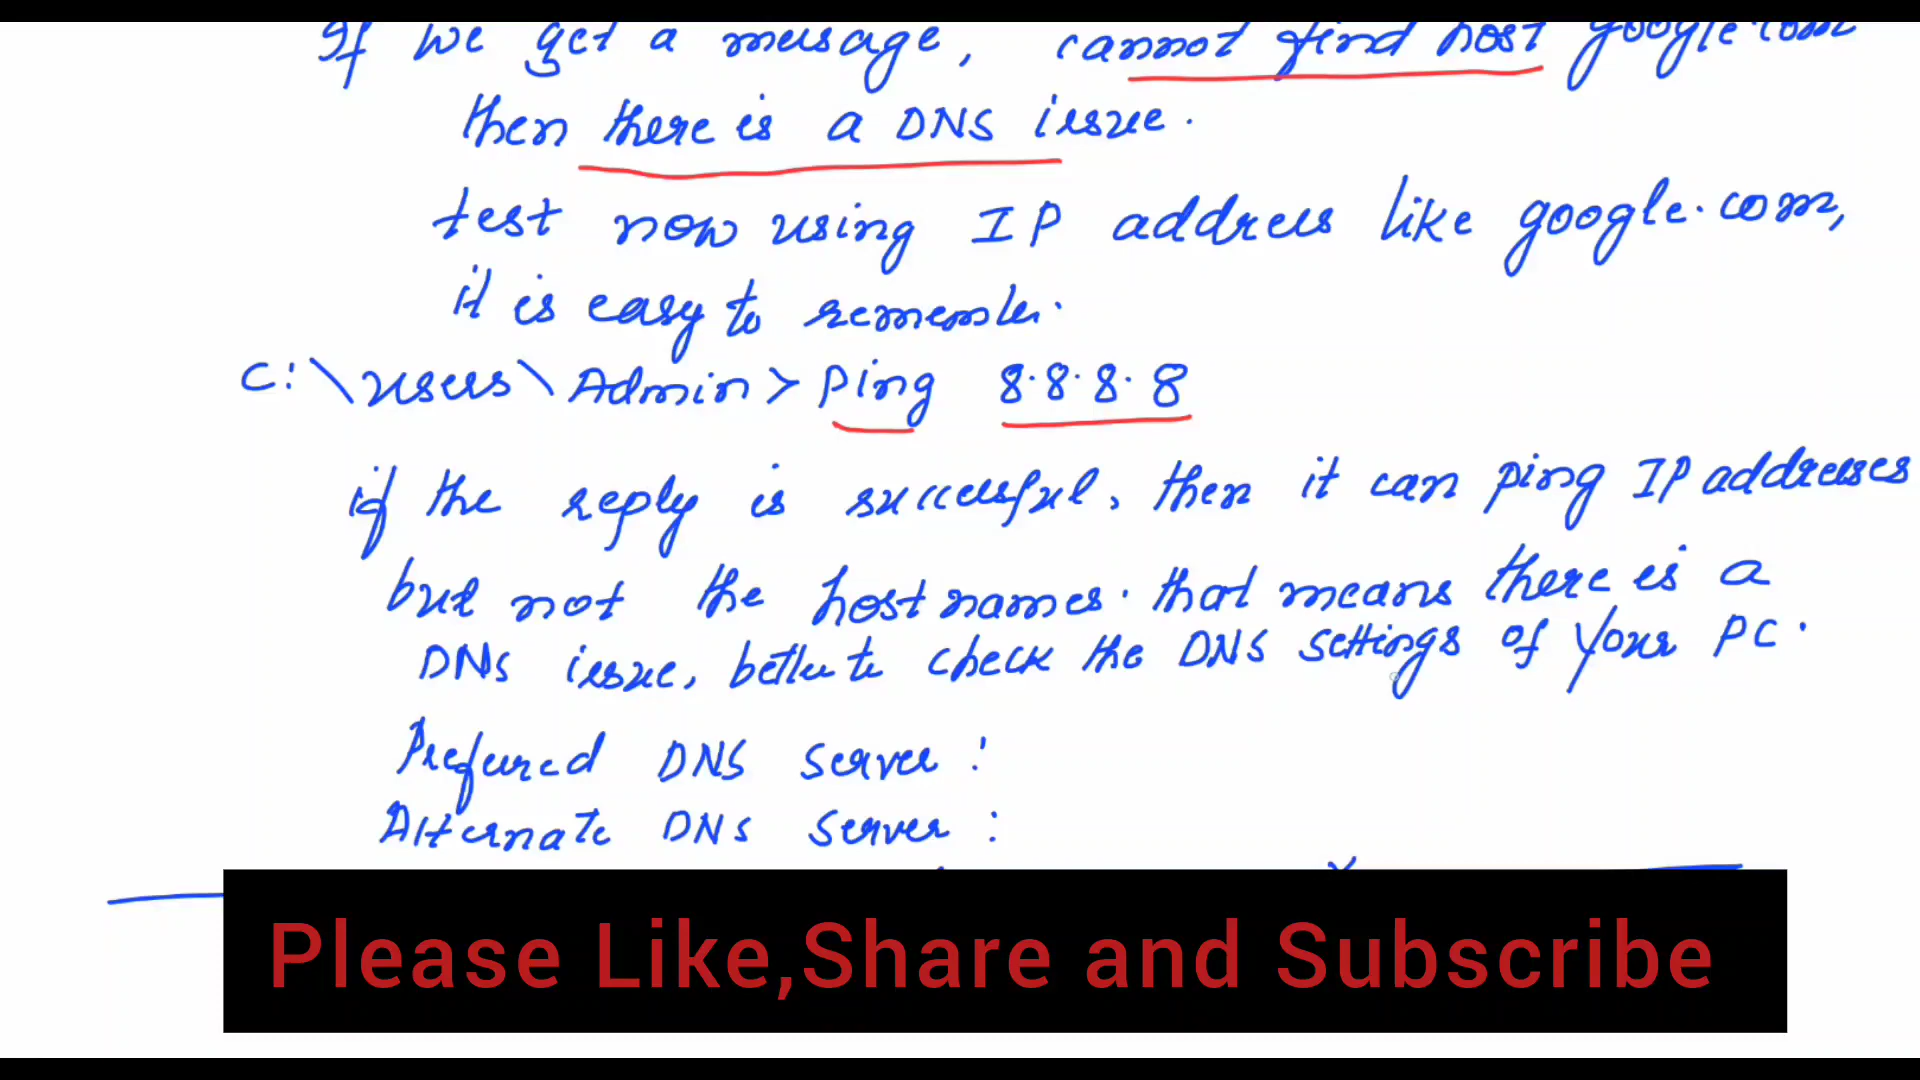 If we get a message, cannot find host google.com
then there is a DNS issue.
test now using IP address like google.com,
it is easy to remember.
C:\users\Admin> Ping 8.8.8.8
if the reply is successful, then it can ping IP addresses
but not the hostnames. that means there is a
DNS issue, better to check the DNS settings of your PC.
Preferred DNS Server:
Alternate DNS Server:
Please Like,Share and Subscribe